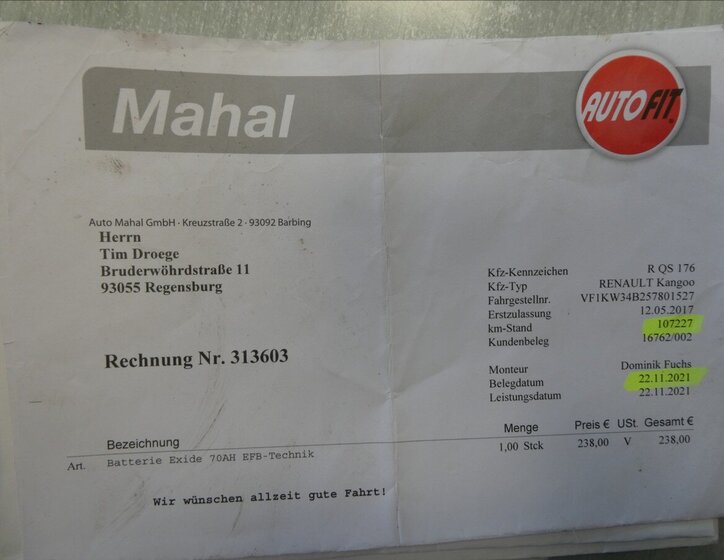 Mahal
AUTOFIT
Auto Mahal GmbH · Kreuzstraße 2 · 93092 Barbing
Herrn
Tim Droege
Bruderwöhrdstraße 11
93055 Regensburg
Kfz-Kennzeichen R QS 176
Kfz-Typ RENAULT Kangoo
Fahrgestellnr. VF1KW34B257801527
Erstzulassung 12.05.2017
km-Stand 107227
Kundenbeleg 16762/002
Rechnung Nr. 313603
Monteur Dominik Fuchs
Belegdatum 22.11.2021
Leistungsdatum 22.11.2021
Bezeichnung Menge Preis € USt. Gesamt €
Art. Batterie Exide 70AH EFB-Technik 1,00 Stck 238,00 V 238,00
Wir wünschen allzeit gute Fahrt!